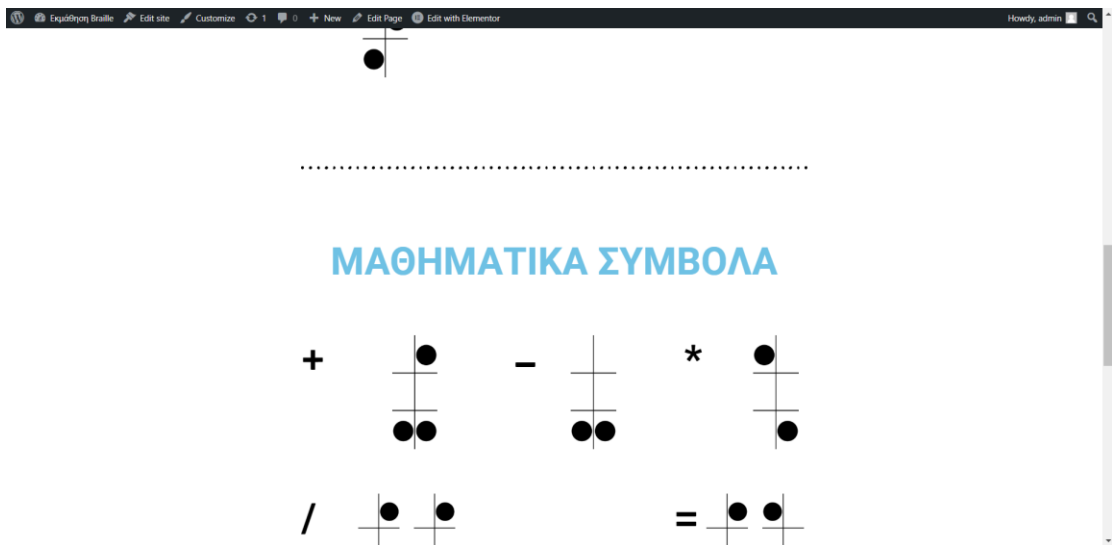 Εκμάθηση Braille Edit site Customize 1 0 New Edit Page Edit with Elementor Howdy, admin
ΜΑΘΗΜΑΤΙΚΑ ΣΥΜΒΟΛΑ
+ - *
/ =